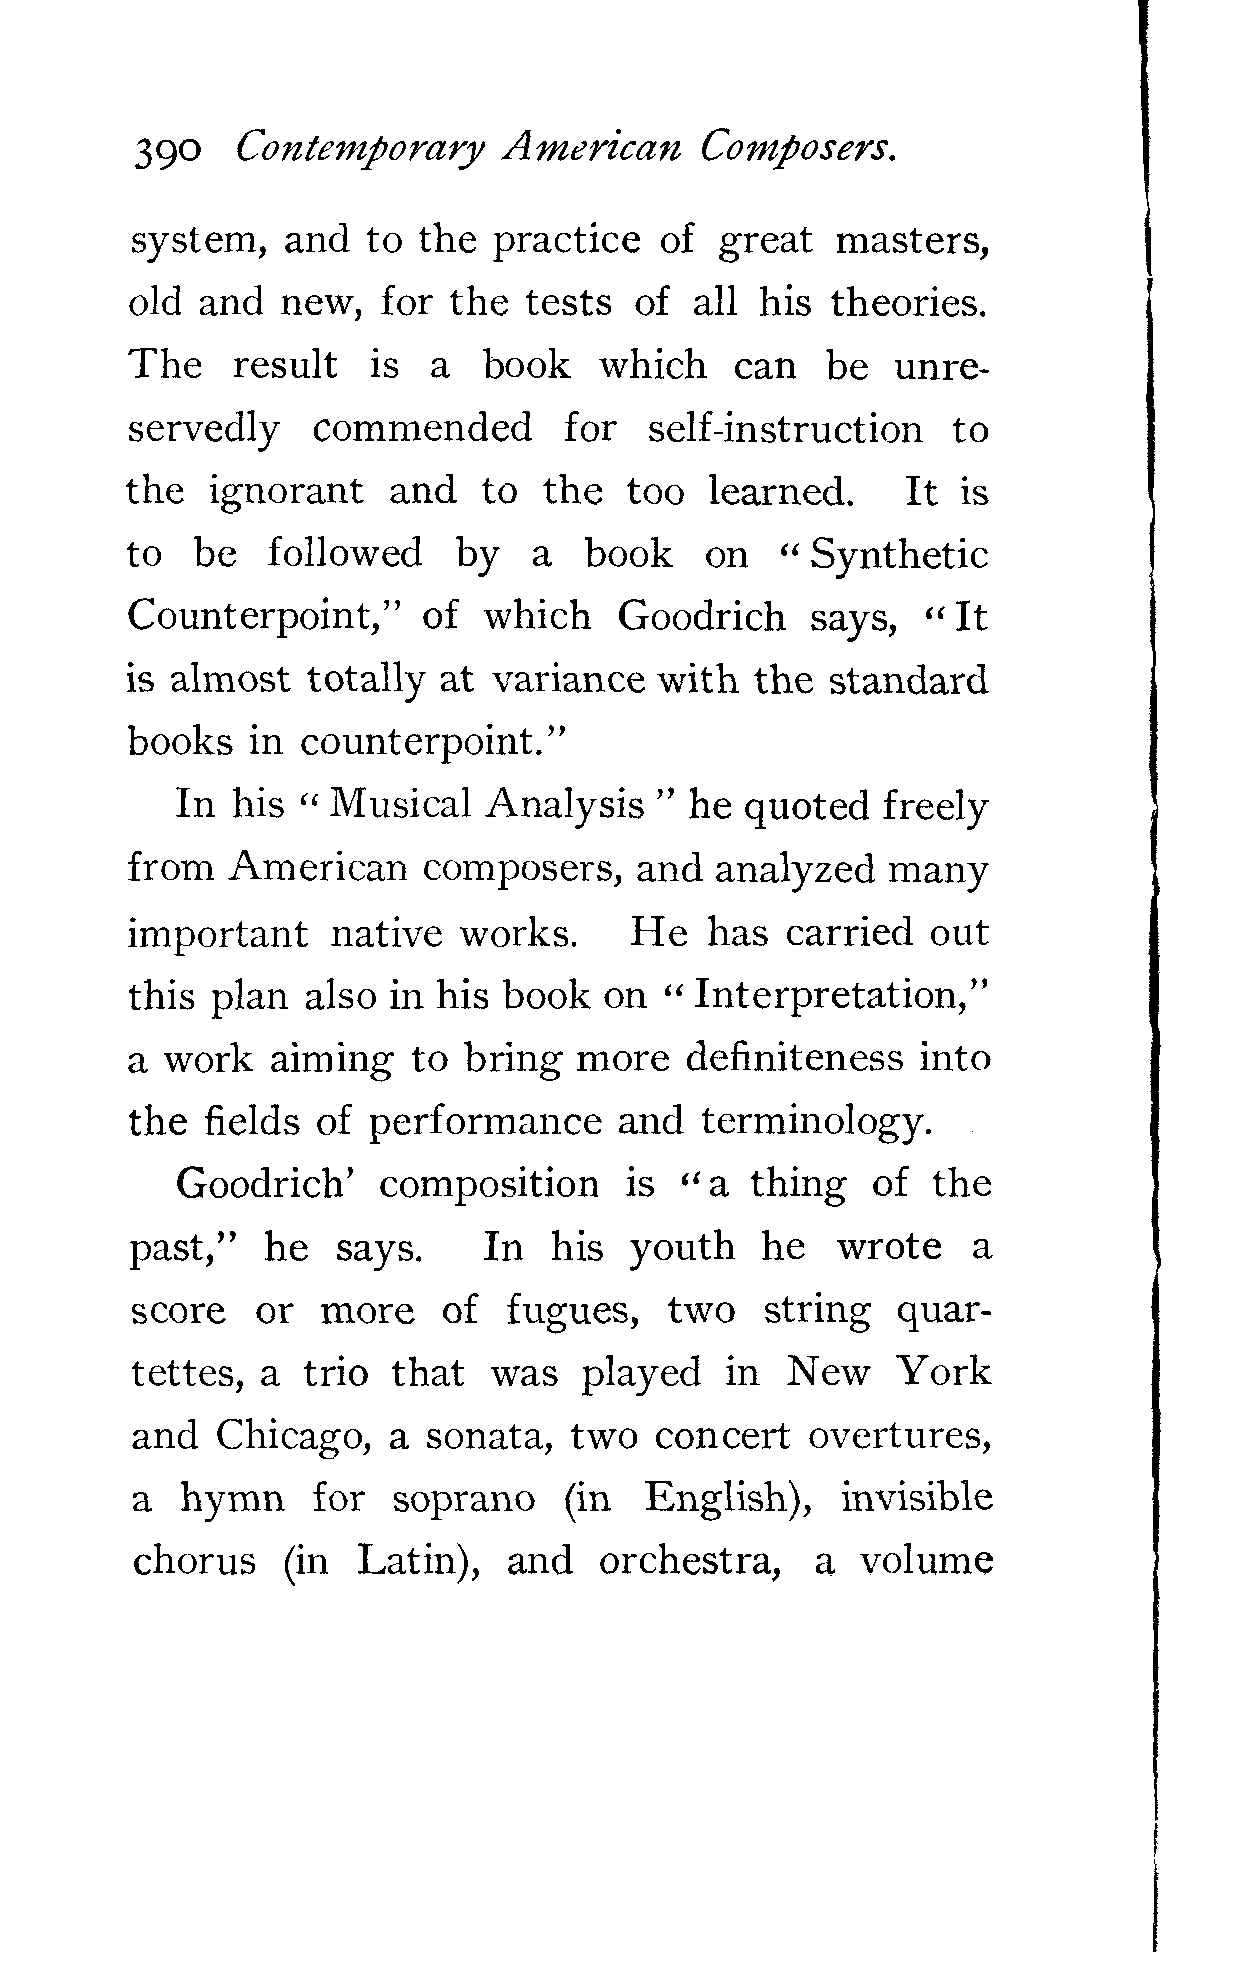 390 Contemporary American Composers.
system, and to the practice of great masters,
old and new, for the tests of all his theories.
The result is a book which can be unre-
servedly commended for self-instruction to
the ignorant and to the too learned. It is
to be followed by a book on “ Synthetic
Counterpoint,” of which Goodrich says, “ It
is almost totally at variance with the standard
books in counterpoint.”
In his “ Musical Analysis ” he quoted freely
from American composers, and analyzed many
important native works. He has carried out
this plan also in his book on “ Interpretation,”
a work aiming to bring more definiteness into
the fields of performance and terminology.
Goodrich’ composition is “ a thing of the
past,” he says. In his youth he wrote a
score or more of fugues, two string quar-
tettes, a trio that was played in New York
and Chicago, a sonata, two concert overtures,
a hymn for soprano (in English), invisible
chorus (in Latin), and orchestra, a volume